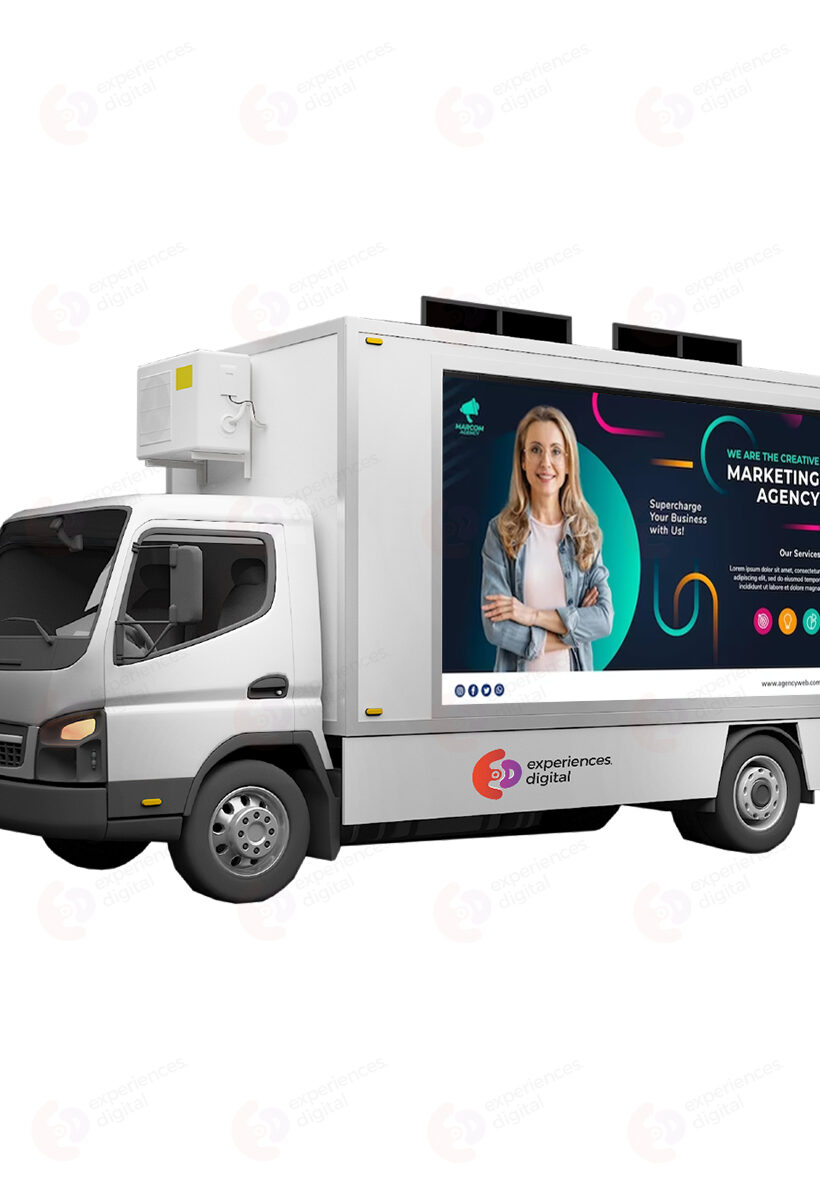 MARCOM
AGENCY
WE ARE THE CREATIVE
MARKETING
AGENCY
Supercharge
Your Business
with Us!
Our Services
Lorem ipsum dolor sit amet, consectetur
adipiscing elit, sed do eiusmod tempor
incididunt ut labore et dolore magna
www.agencyweb.com
experiences.
digital